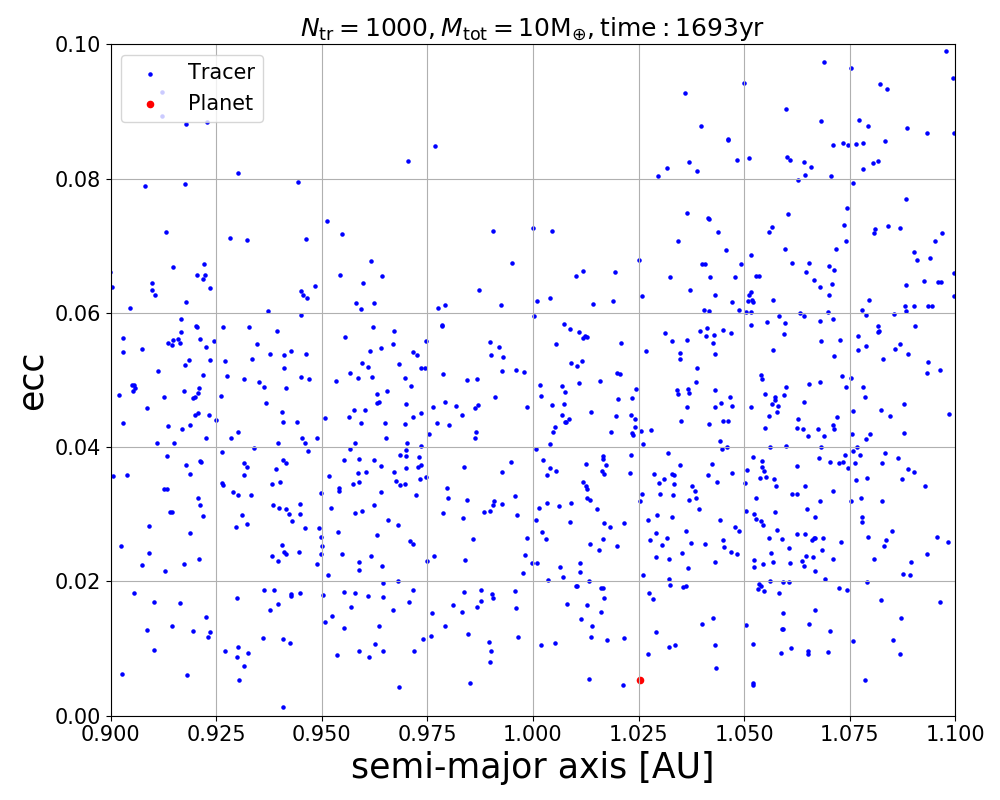 N_tr = 1000, M_tot = 10M_⊕, time : 1693yr
Tracer
Planet
0.10
0.08
0.06
0.04
0.02
0.00
ecc
0.900 0.925 0.950 0.975 1.000 1.025 1.050 1.075 1.100
semi-major axis [AU]